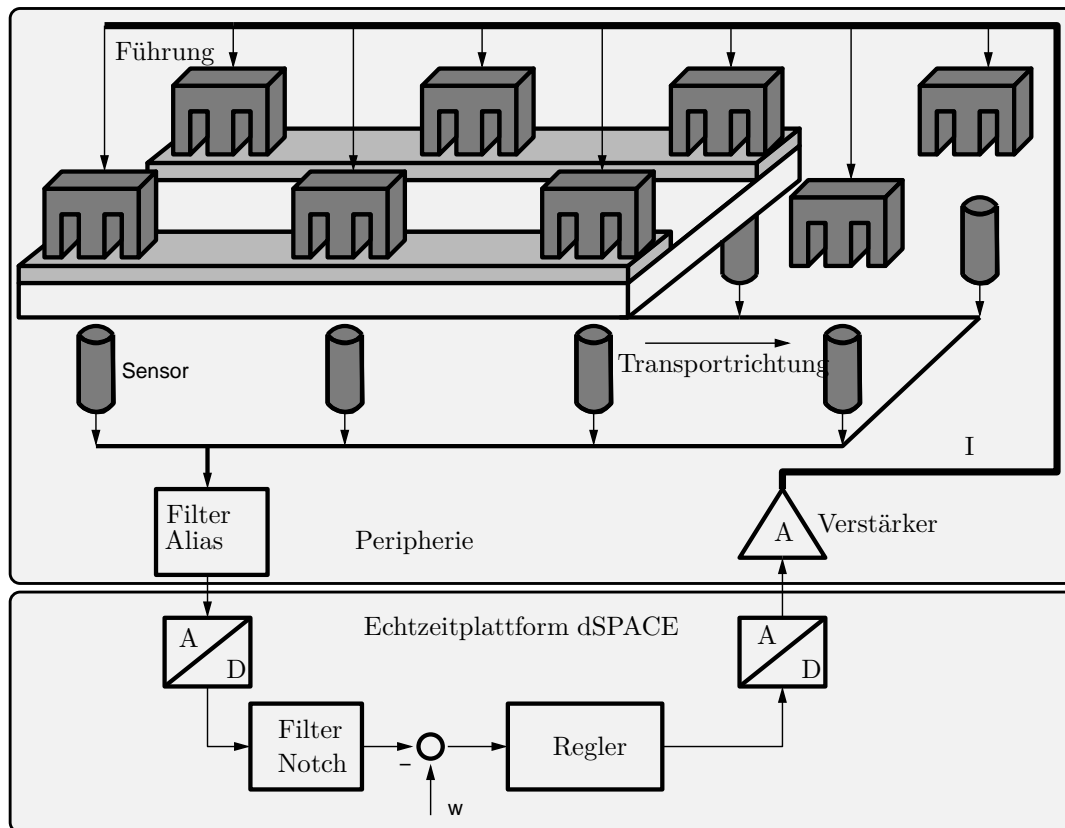 Führung
Sensor
Transportrichtung
I
Filter
Alias
Peripherie
A
Verstärker
Echtzeitplattform dSPACE
A
D
A
D
Filter
Notch
Regler
–
w